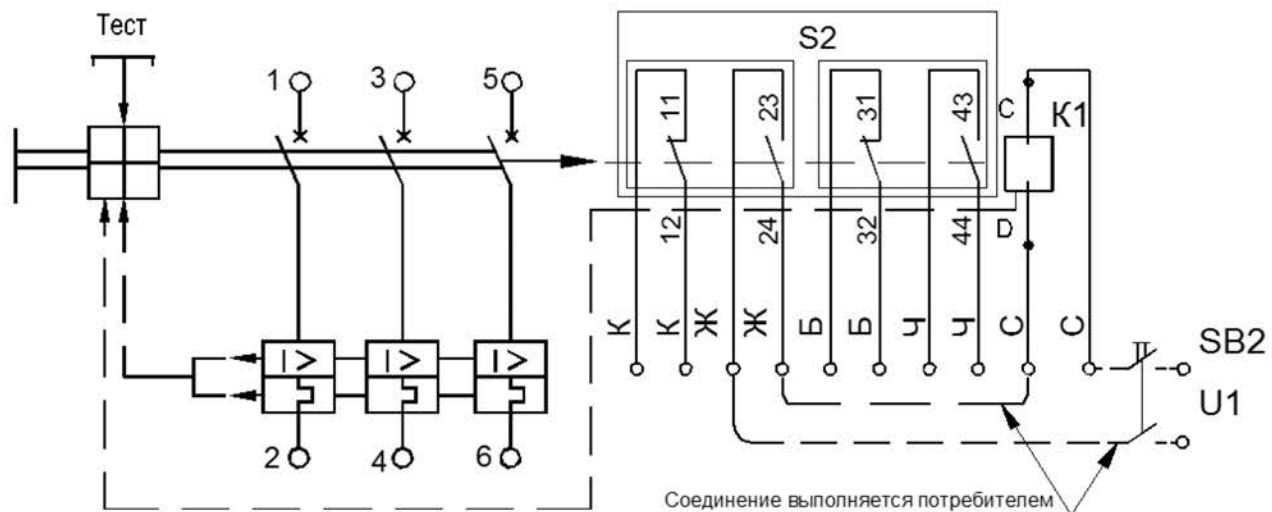 Тест
S2
1
3
5
11
23
31
43
C
К1
12
24
32
44
D
К
К
Ж
Ж
Б
Б
Ч
Ч
С
С
SB2
U1
I>
I>
I>
2
4
6
Соединение выполняется потребителем